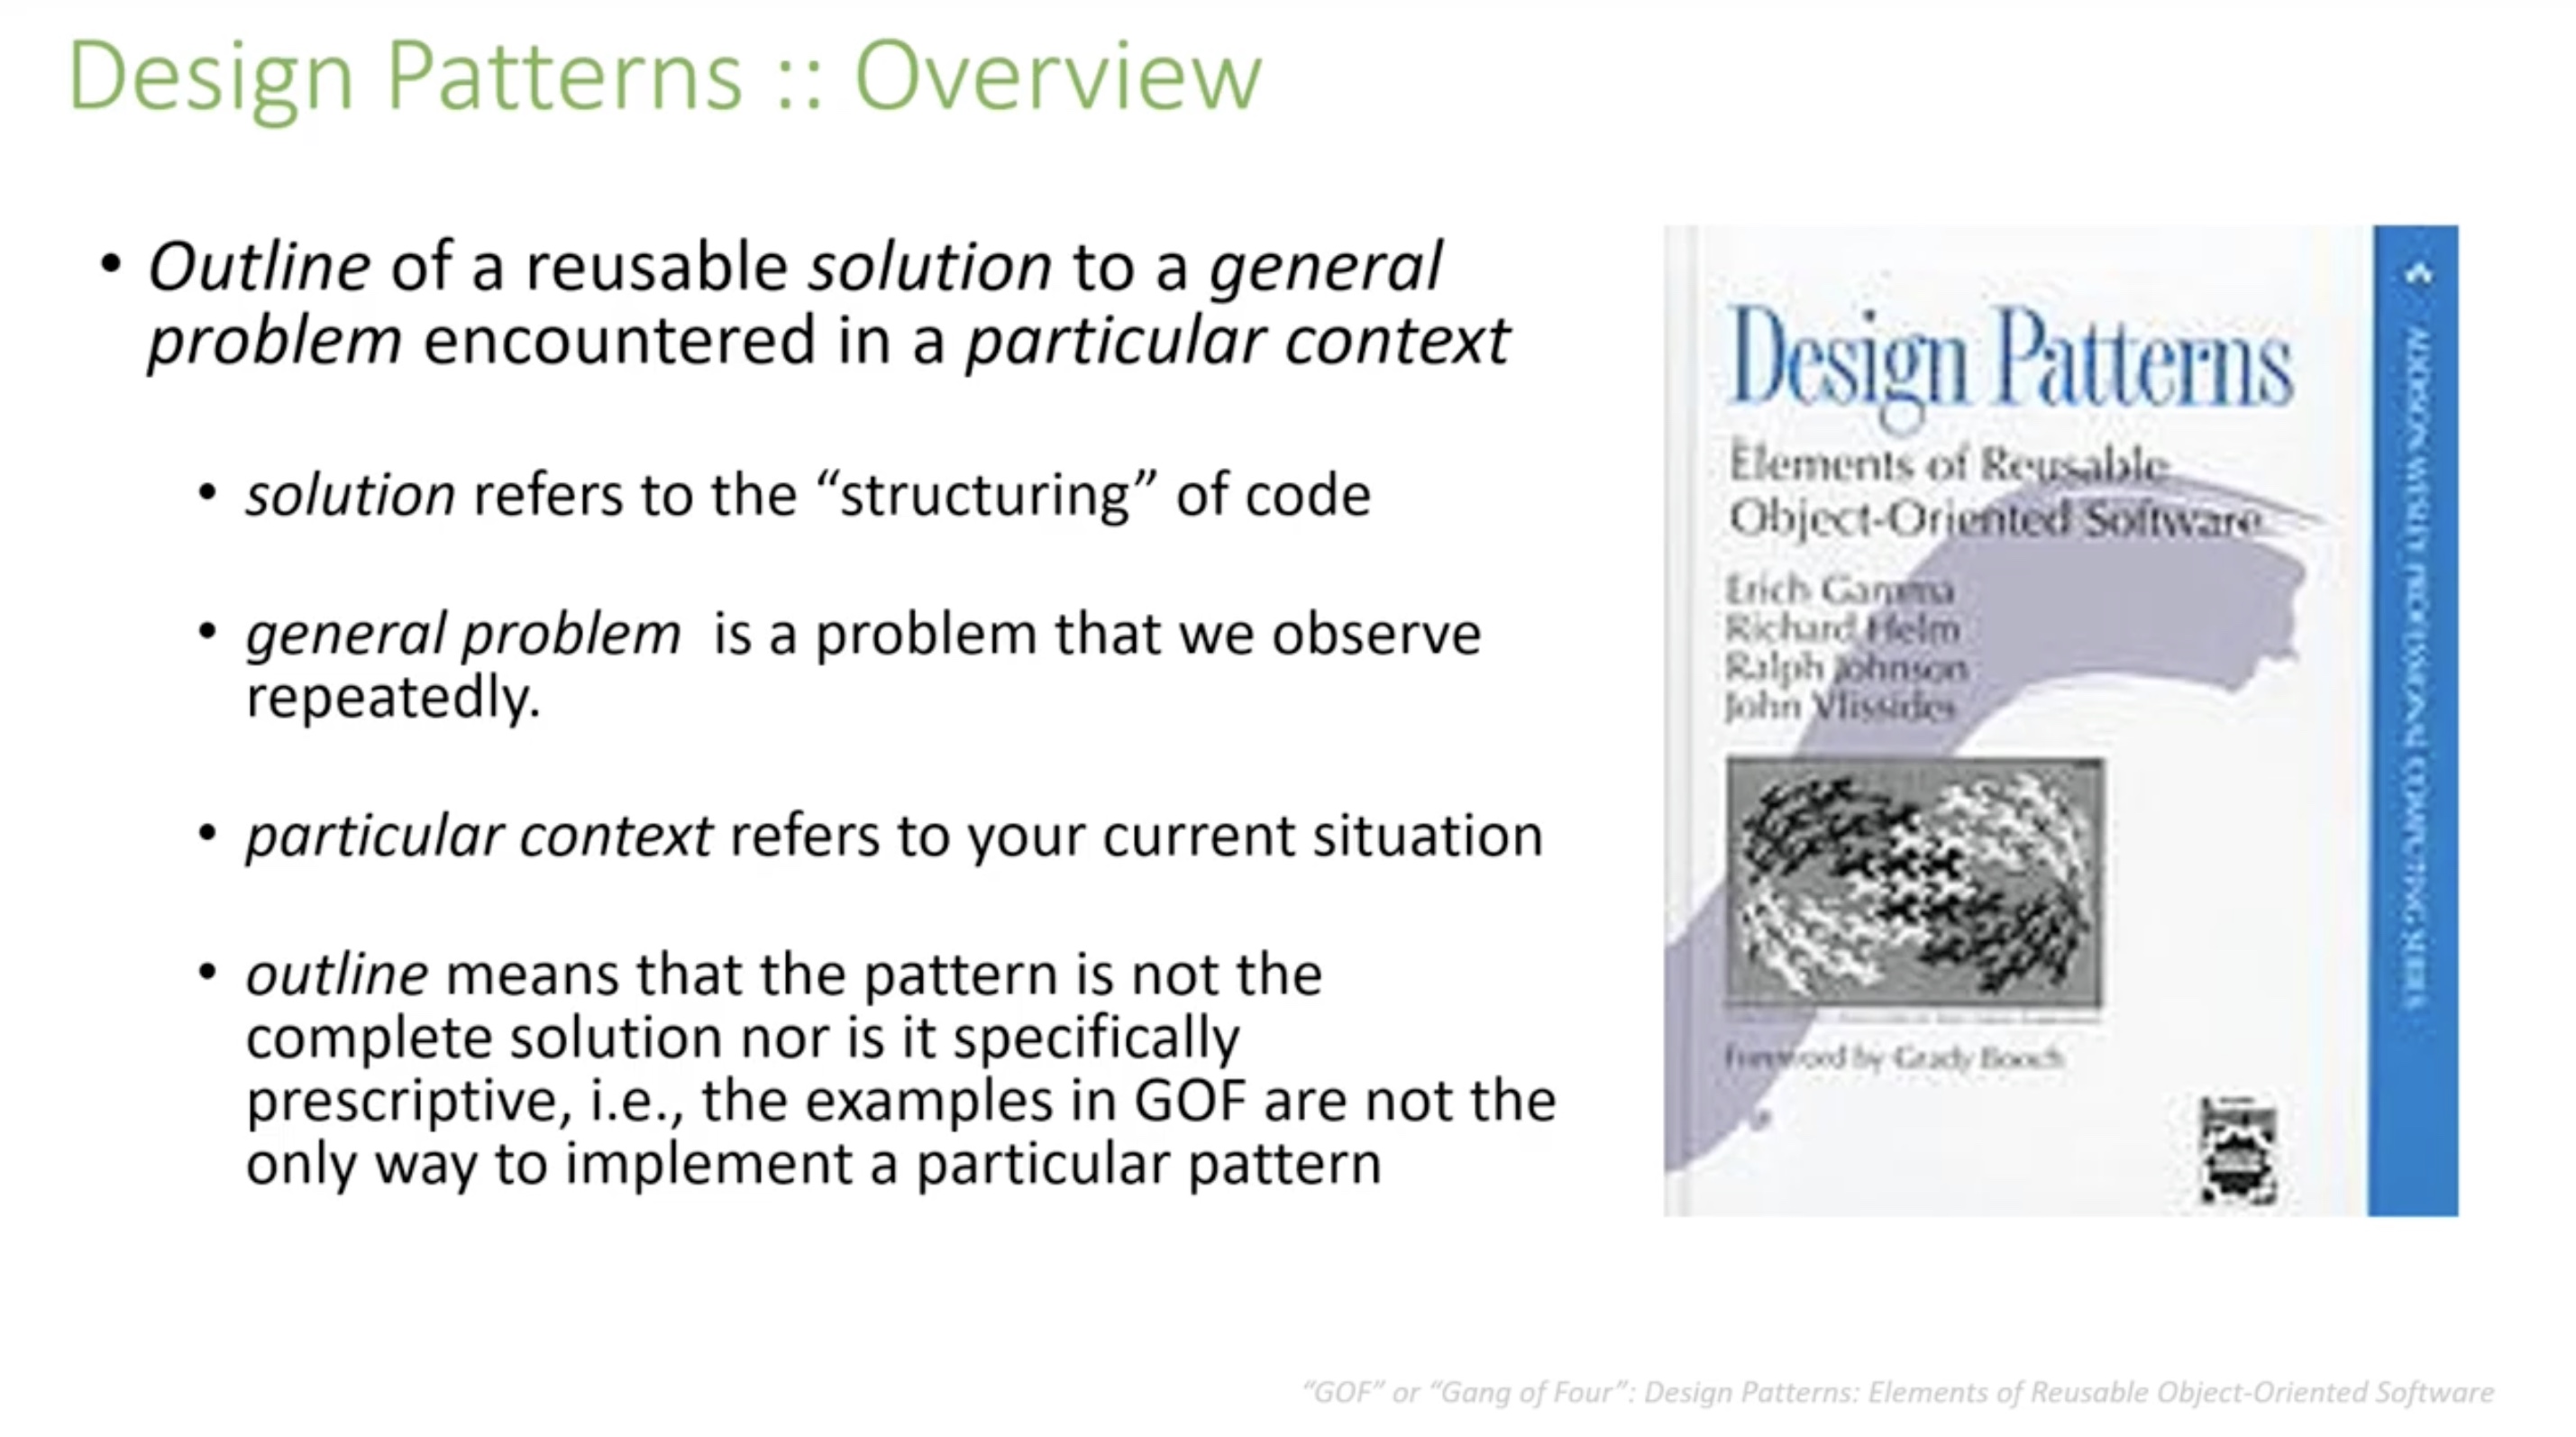 Design Patterns :: Overview
• Outline of a reusable solution to a general
problem encountered in a particular context
• solution refers to the “structuring” of code
• general problem  is a problem that we observe
repeatedly.
• particular context refers to your current situation
• outline means that the pattern is not the
complete solution nor is it specifically
prescriptive, i.e., the examples in GOF are not the
only way to implement a particular pattern
Design Patterns
Elements of Reusable
Object-Oriented Software
Erich Gamma
Richard Helm
Ralph Johnson
John Vlissides
Foreword by Grady Booch
ADDISON-WESLEY PROFESSIONAL COMPUTING SERIES
“GOF” or “Gang of Four”: Design Patterns: Elements of Reusable Object-Oriented Software